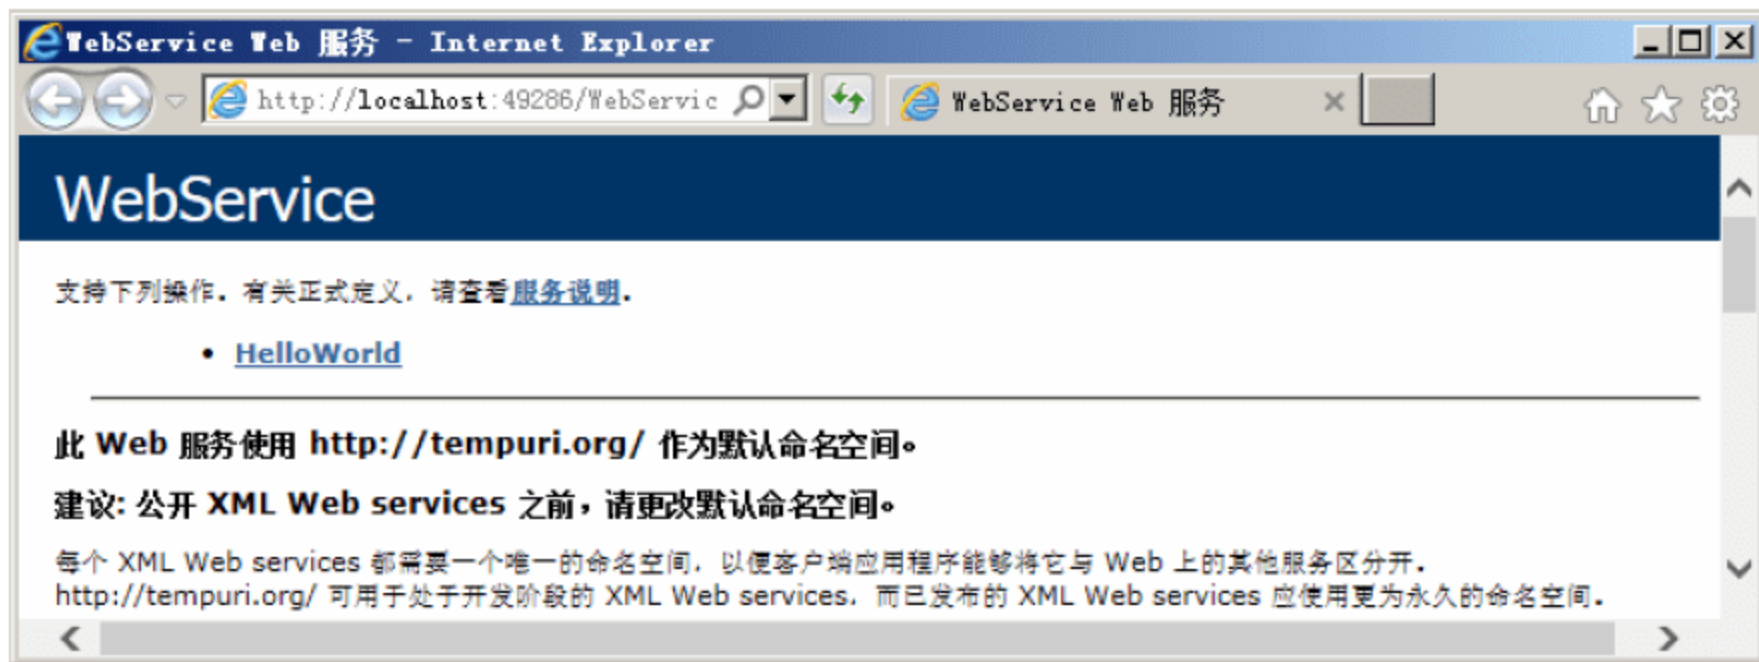 WebService Web 服务 - Internet Explorer
http://localhost:49286/WebServic
WebService Web 服务
WebService
支持下列操作。有关正式定义，请查看服务说明。
• HelloWorld
此 Web 服务使用 http://tempuri.org/ 作为默认命名空间。
建议: 公开 XML Web services 之前，请更改默认命名空间。
每个 XML Web services 都需要一个唯一的命名空间，以便客户端应用程序能够将它与 Web 上的其他服务区分开。
http://tempuri.org/ 可用于处于开发阶段的 XML Web services，而已发布的 XML Web services 应使用更为永久的命名空间。